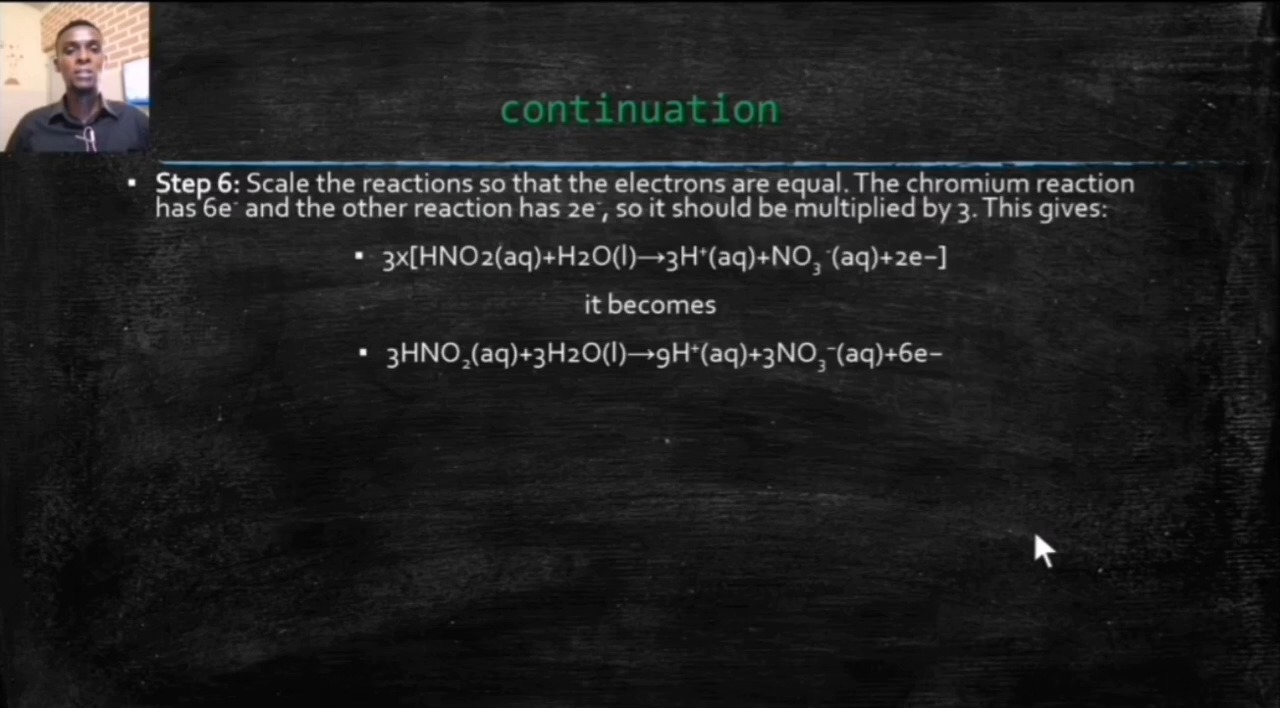 continuation
▪ Step 6: Scale the reactions so that the electrons are equal. The chromium reaction
has 6e⁻ and the other reaction has 2e⁻, so it should be multiplied by 3. This gives:
▪ 3x[HNO2(aq)+H2O(l)→3H⁺(aq)+NO₃⁻(aq)+2e−]
it becomes
▪ 3HNO₂(aq)+3H2O(l)→9H⁺(aq)+3NO₃⁻(aq)+6e−